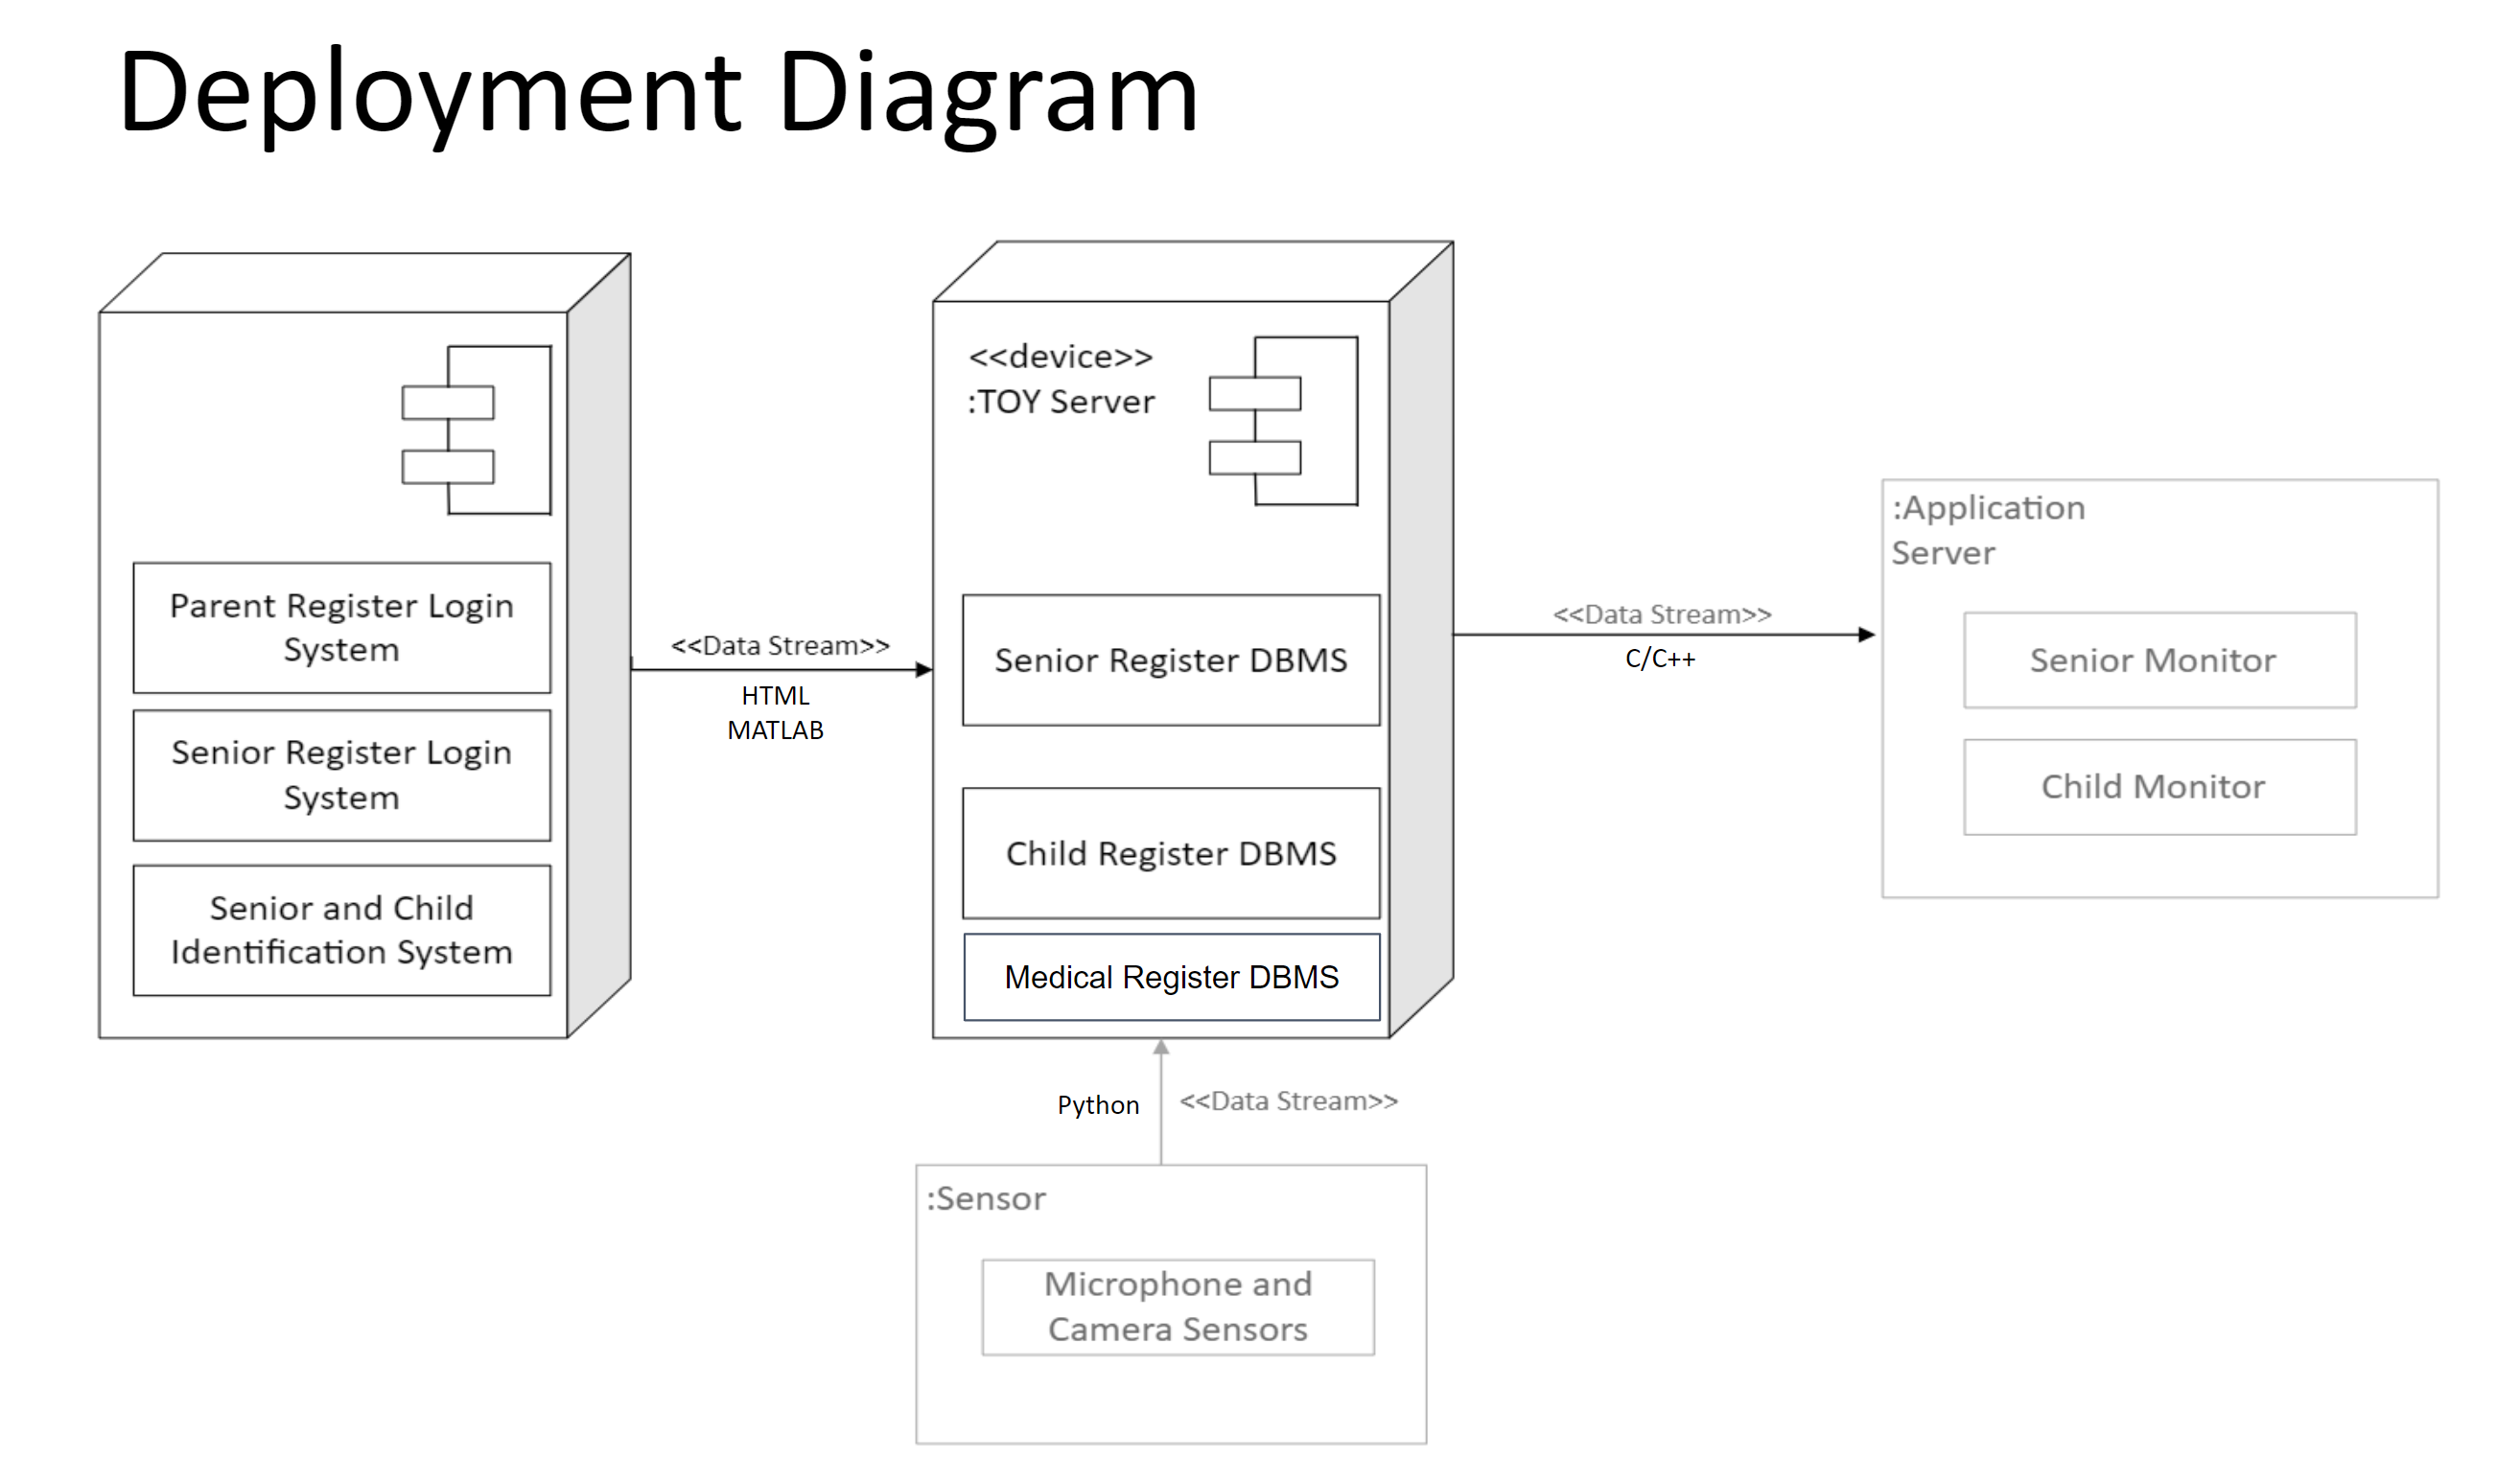 Deployment Diagram
Parent Register Login
System
Senior Register Login
System
Senior and Child
Identification System
<<Data Stream>>
HTML
MATLAB
<<device>>
:TOY Server
Senior Register DBMS
Child Register DBMS
Medical Register DBMS
<<Data Stream>>
C/C++
:Application
Server
Senior Monitor
Child Monitor
Python
<<Data Stream>>
:Sensor
Microphone and
Camera Sensors